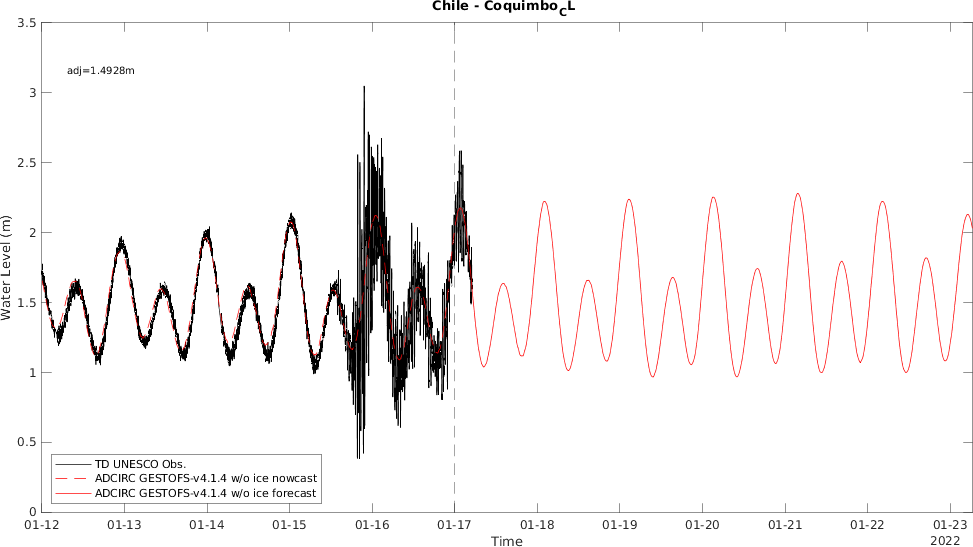 Chile - Coquimbo_CL
3.5
3
2.5
2
1.5
1
0.5
0
Water Level (m)
adj=1.4928m
TD UNESCO Obs.
ADCIRC GESTOFS-v4.1.4 w/o ice nowcast
ADCIRC GESTOFS-v4.1.4 w/o ice forecast
01-12 01-13 01-14 01-15 01-16 01-17 01-18 01-19 01-20 01-21 01-22 01-23
2022
Time